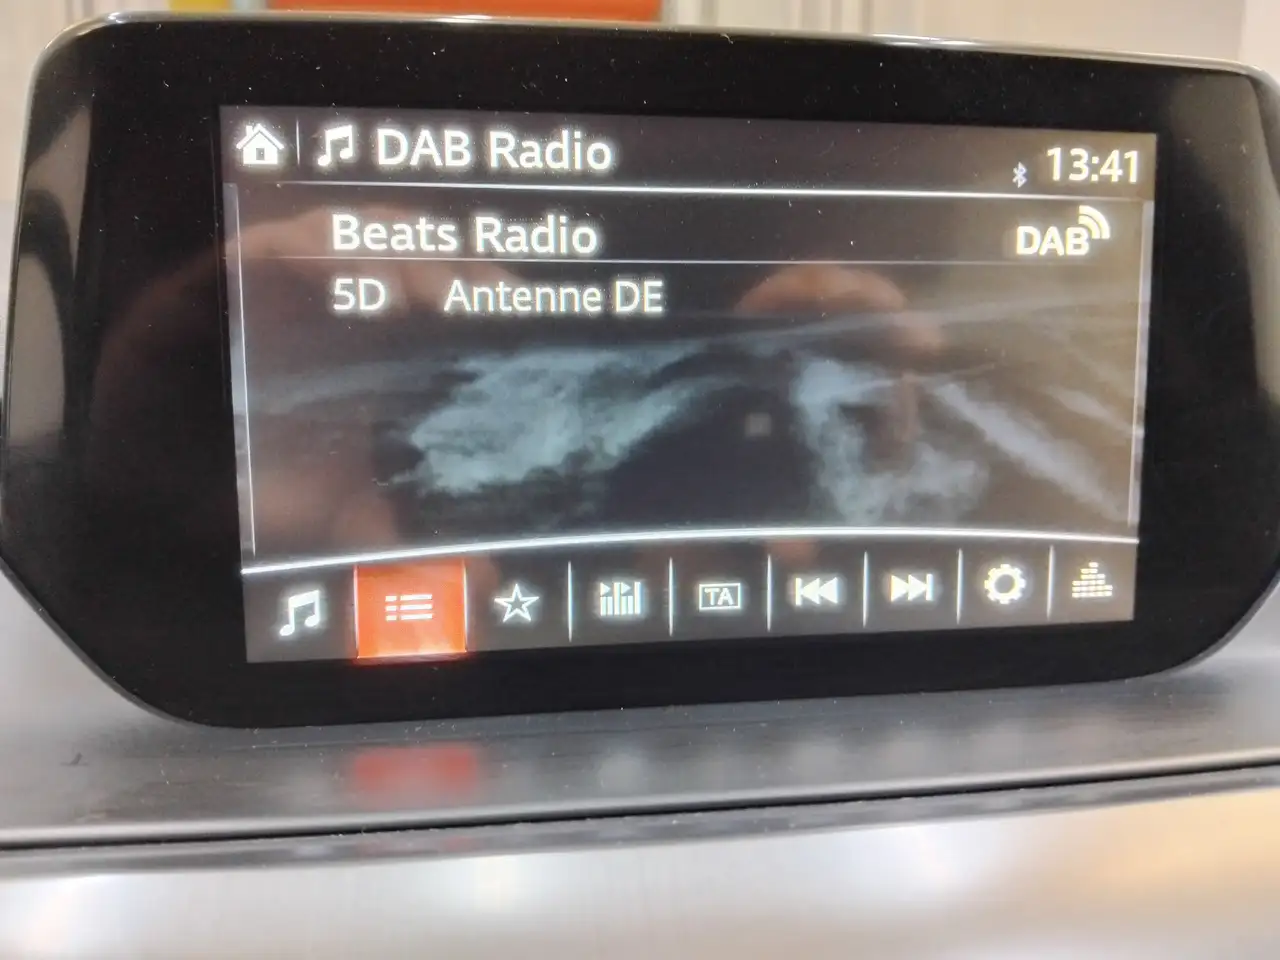 DAB Radio
13:41
Beats Radio
DAB
5D Antenne DE
TA